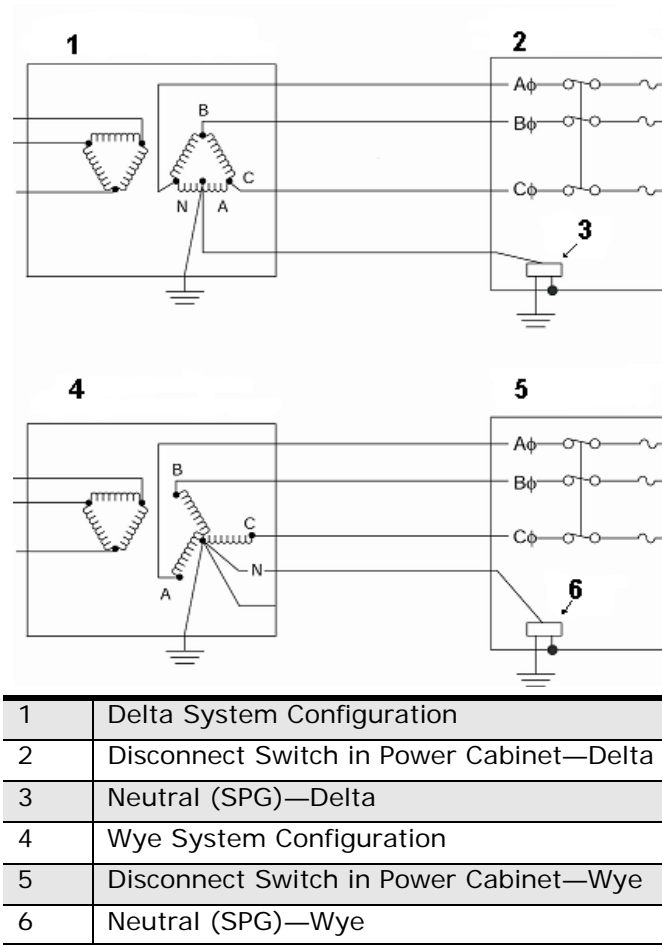 1
2
Aϕ
B
Bϕ
C
Cϕ
N A
3
4
5
Aϕ
B
Bϕ
C
Cϕ
N
A
6
1 Delta System Configuration
2 Disconnect Switch in Power Cabinet—Delta
3 Neutral (SPG)—Delta
4 Wye System Configuration
5 Disconnect Switch in Power Cabinet—Wye
6 Neutral (SPG)—Wye